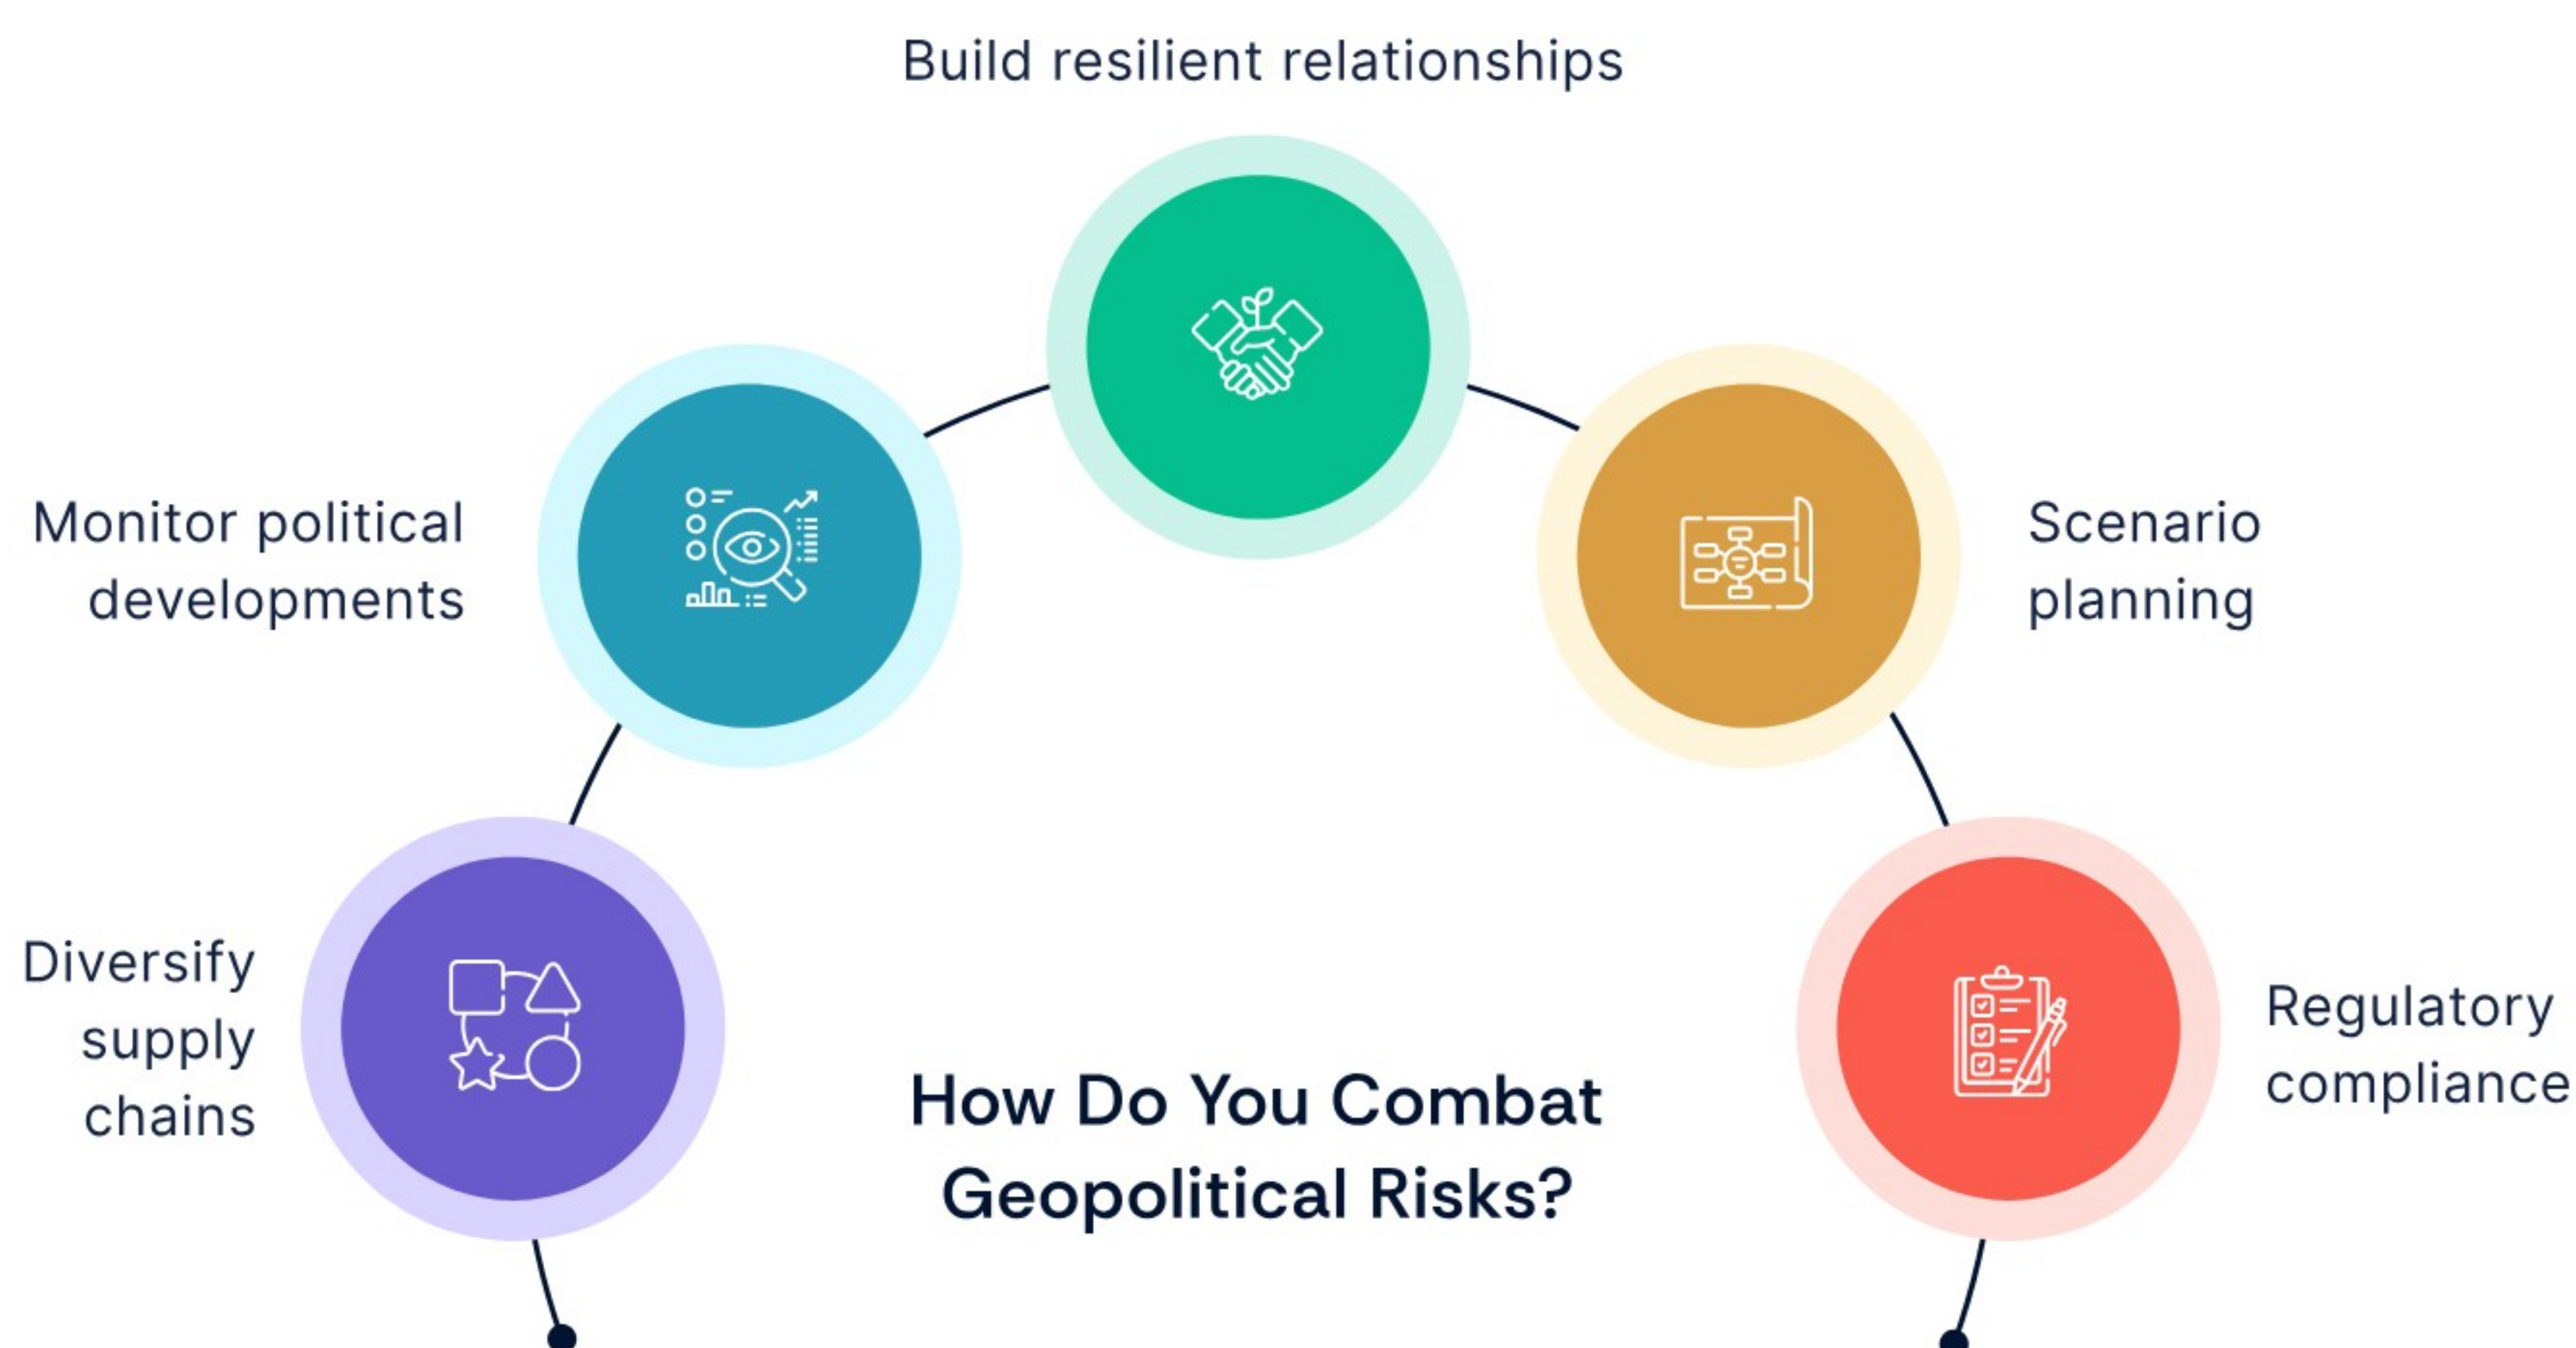 Build resilient relationships
Monitor political
developments
Scenario
planning
Diversify
supply
chains
Regulatory
compliance
How Do You Combat
Geopolitical Risks?